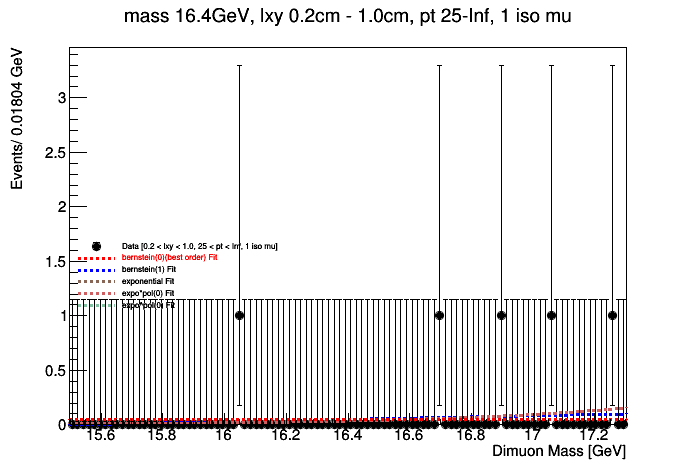 mass 16.4GeV, lxy 0.2cm - 1.0cm, pt 25-Inf, 1 iso mu
Events/ 0.01804 GeV
3
2.5
2
Data [0.2 < lxy < 1.0, 25 < pt < Inf, 1 iso mu]
bernstein(0)(best order) Fit
1.5
bernstein(1) Fit
exponential Fit
expo*pol(0) Fit
expo*pol(0) Fit
1
0.5
0
15.6 15.8 16 16.2 16.4 16.6 16.8 17 17.2
Dimuon Mass [GeV]